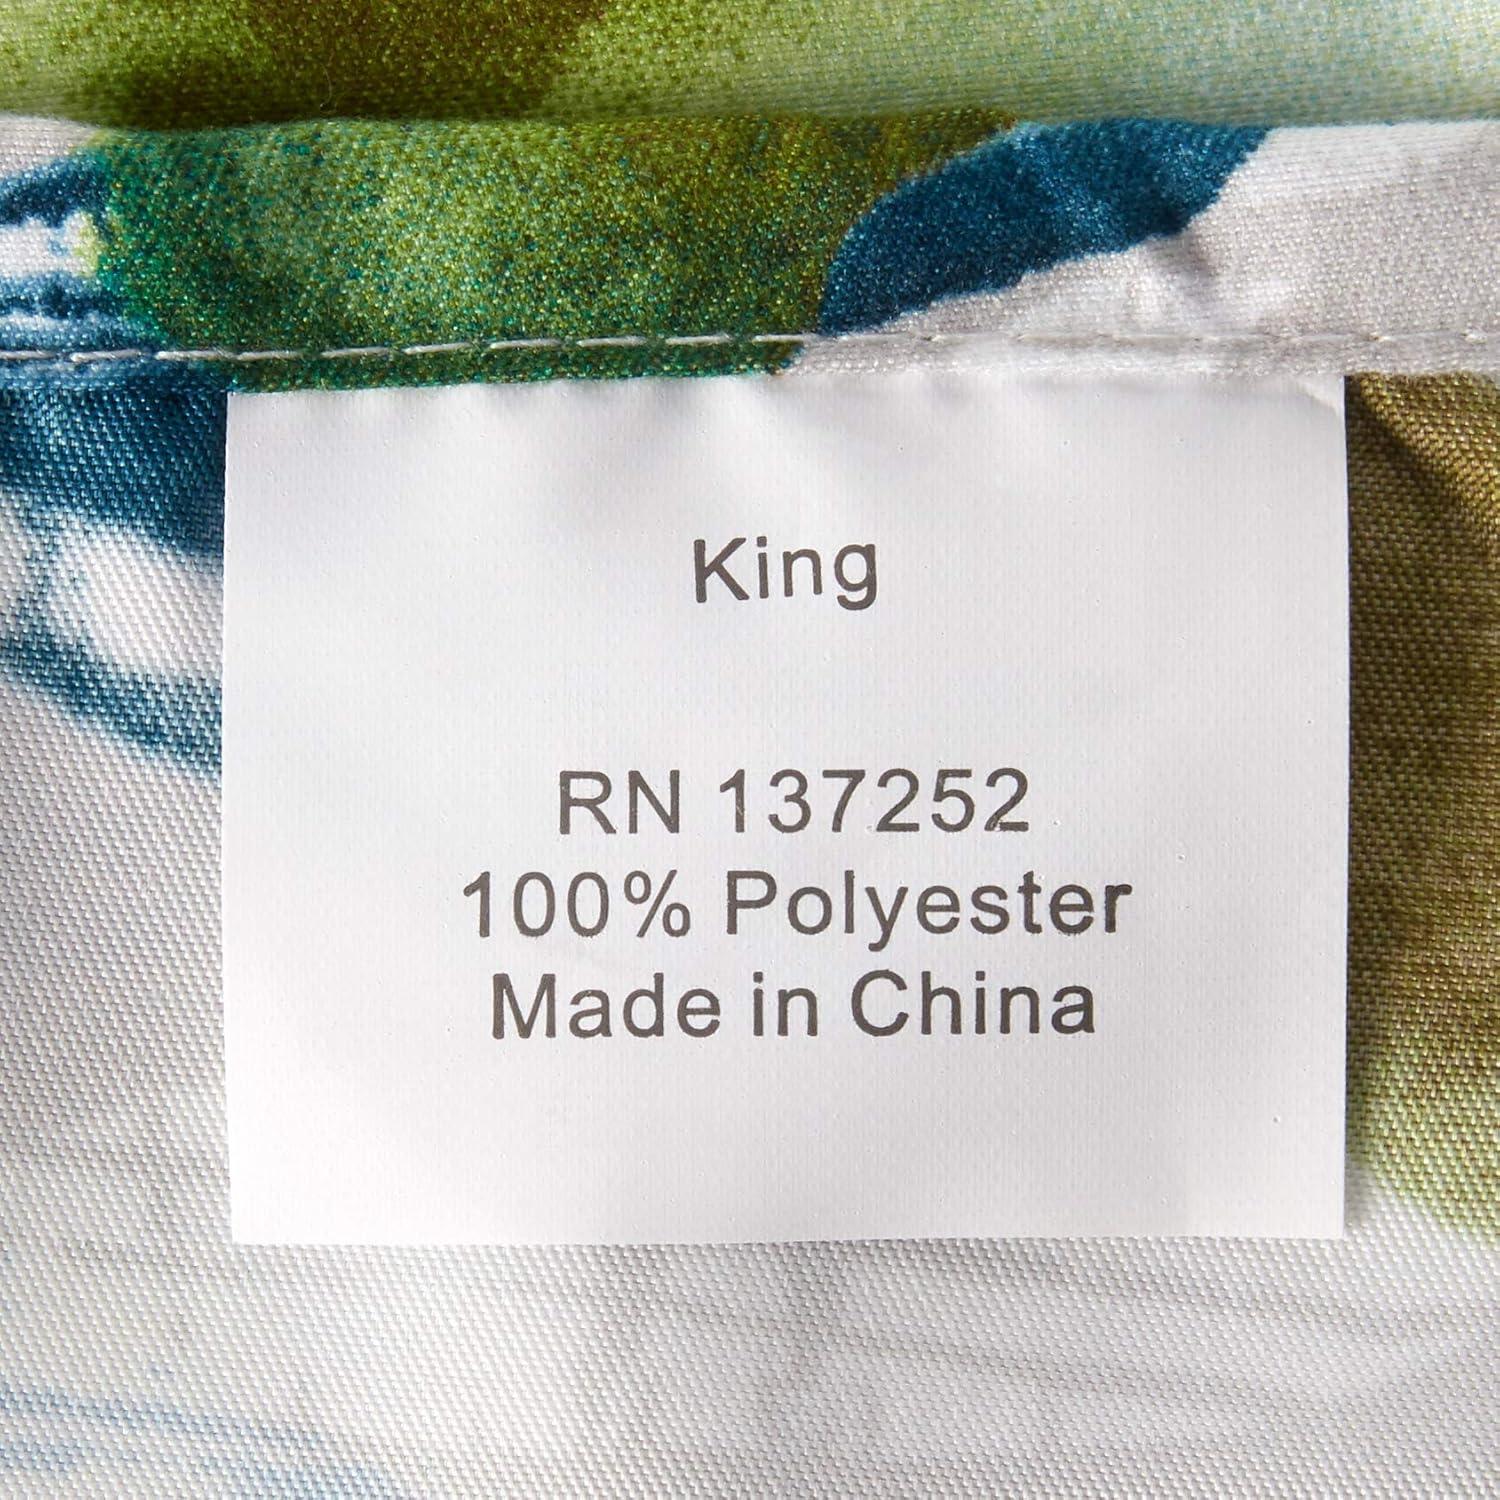 King
RN 137252
100% Polyester
Made in China